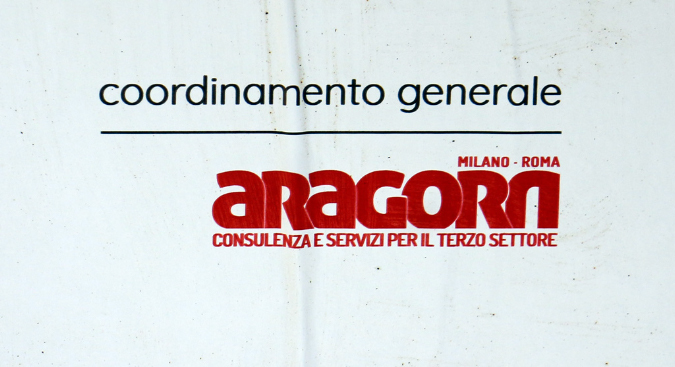 coordinamento generale
MILANO - ROMA
aRaGORn
CONSULENZA E SERVIZI PER IL TERZO SETTORE